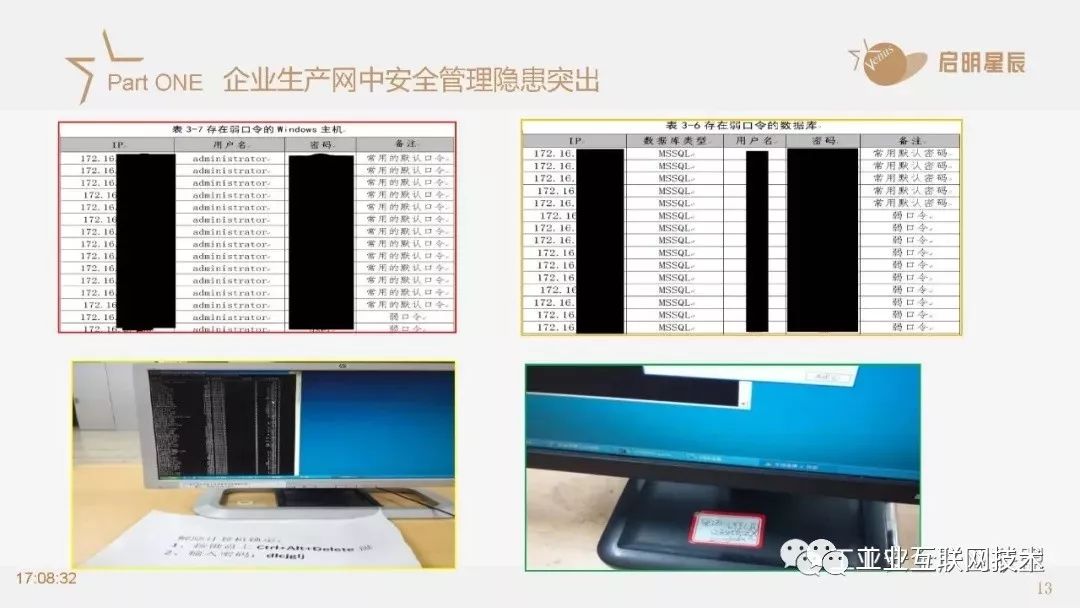 Part ONE 企业生产网中安全管理隐患突出
Venus 启明星辰
表 3-7 存在弱口令的 Windows 主机
IP 用户名 密码 备注
172.16. administrator 常用的默认口令
172.16. administrator 常用的默认口令
172.16. administrator 常用的默认口令
172.16 administrator 常用的默认口令
172.16. administrator 常用的默认口令
172.16 administrator 常用的默认口令
172.16. administrator 常用的默认口令
172.16. administrator 常用的默认口令
172.16. administrator 常用的默认口令
172.16. administrator 常用的默认口令
172.16. administrator 常用的默认口令
172.16. administrator 常用的默认口令
172.16 administrator 常用的默认口令
172.16. administrator 弱口令
172.16 administrator 弱口令
表 3-6 存在弱口令的数据库
IP 数据库类型 用户名 密码 备注
172.16. MSSQL 常用默认密码
172.16. MSSQL 常用默认密码
172.16. MSSQL 常用默认密码
172.16. MSSQL 常用默认密码
172.16. MSSQL 常用默认密码
172.16 MSSQL 弱口令
172.16. MSSQL 弱口令
172.16. MSSQL 弱口令
172.16. MSSQL 弱口令
172.16. MSSQL 弱口令
172.16. MSSQL 弱口令
172.16 MSSQL 弱口令
172.16. MSSQL 弱口令
172.16. MSSQL 弱口令
172.16. MSSQL 弱口令
解除计算机锁定:
1、按键盘上 Ctrl+Alt+Delete 键
2、输入密码:
工业互联网技术
17:08:32
13